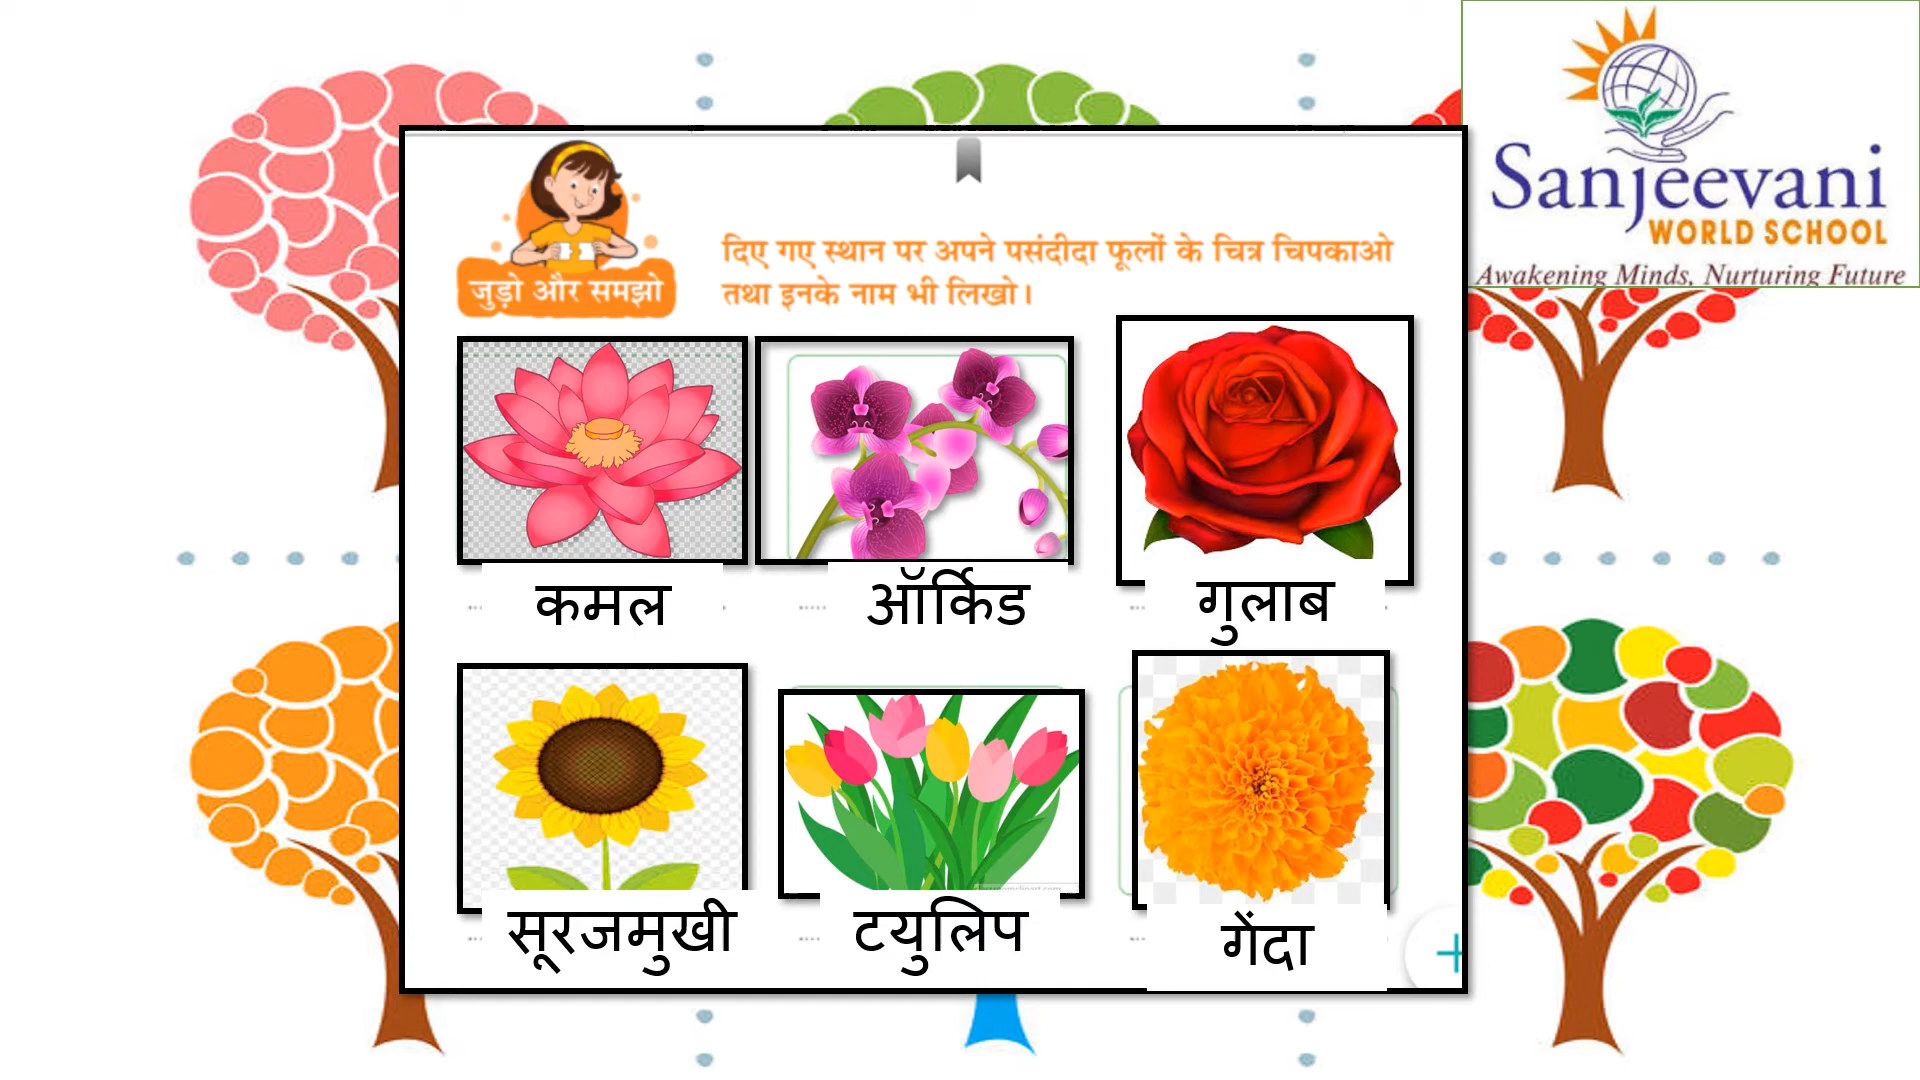 Sanjeevani
WORLD SCHOOL
Awakening Minds, Nurturing Future
जुड़ो और समझो
दिए गए स्थान पर अपने पसंदीदा फूलों के चित्र चिपकाओ
तथा इनके नाम भी लिखो।
कमल
ऑर्किड
गुलाब
सूरजमुखी
टयुलिप
गेंदा